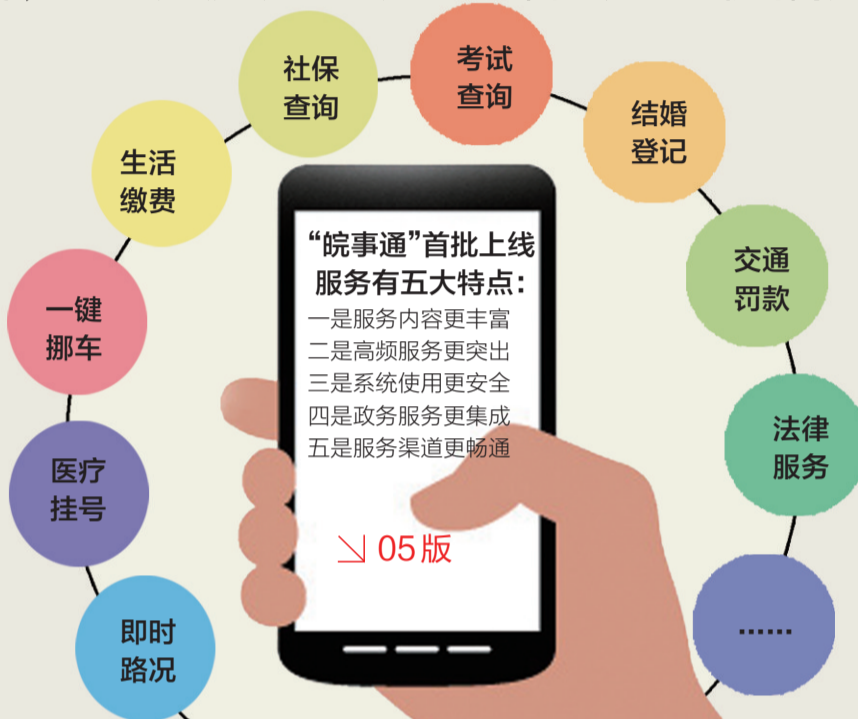 社保
查询
考试
查询
结婚
登记
生活
缴费
交通
罚款
一键
挪车
法律
服务
医疗
挂号
即时
路况
……
“皖事通”首批上线
服务有五大特点：
一是服务内容更丰富
二是高频服务更突出
三是系统使用更安全
四是政务服务更集成
五是服务渠道更畅通
↘05版